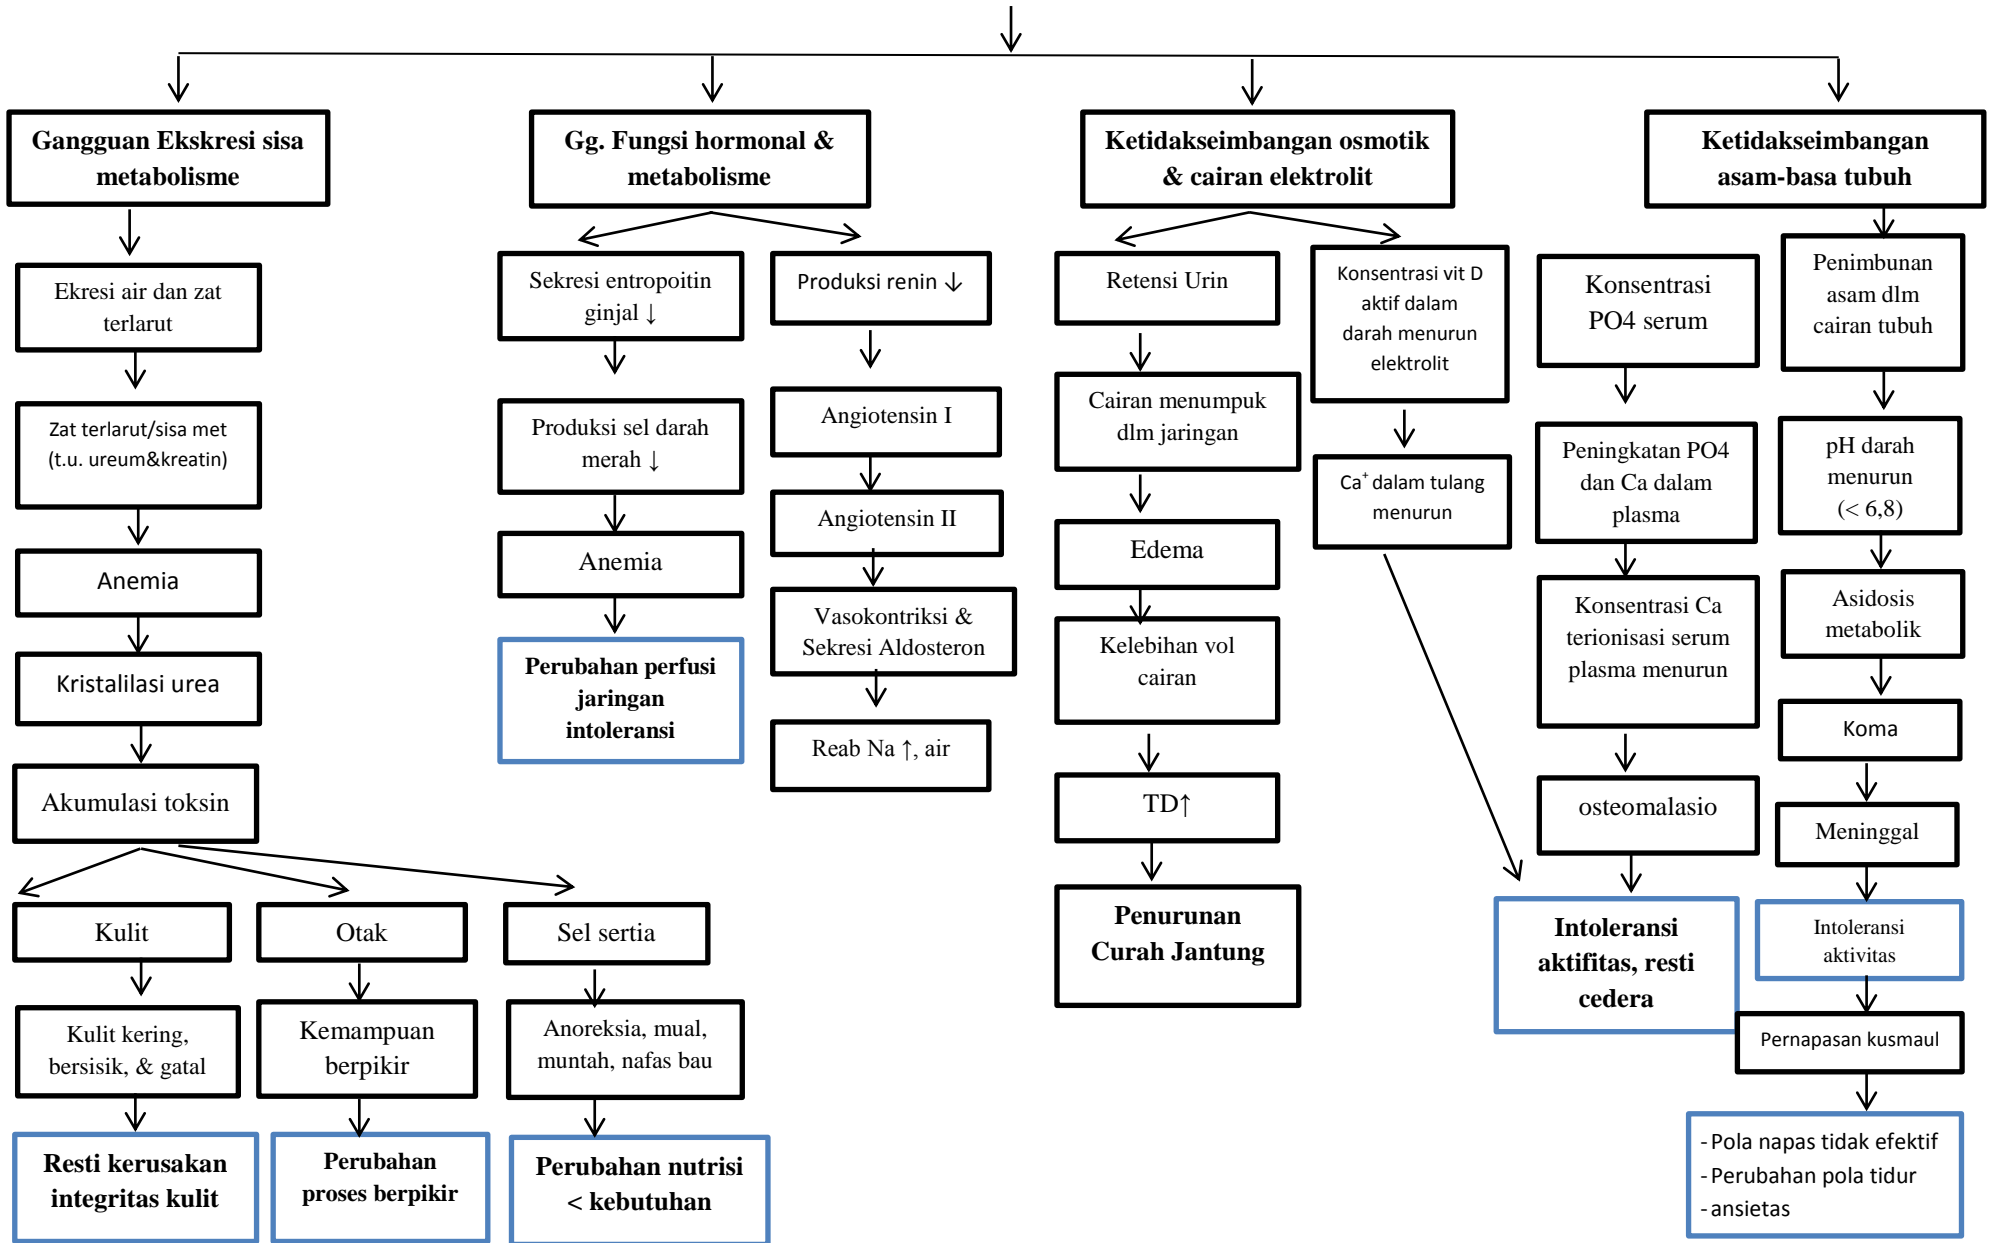 Gangguan Ekskresi sisa
metabolisme
Ekresi air dan zat
terlarut
Zat terlarut/sisa met
(t.u. ureum&kreatin)
Anemia
Kristalilasi urea
Akumulasi toksin
Kulit
Kulit kering,
bersisik, & gatal
Resti kerusakan
integritas kulit
Otak
Kemampuan
berpikir
Perubahan
proses berpikir
Sel sertia
Anoreksia, mual,
muntah, nafas bau
Perubahan nutrisi
< kebutuhan
Gg. Fungsi hormonal &
metabolisme
Sekresi entropoitin
ginjal ↓
Produksi sel darah
merah ↓
Anemia
Perubahan perfusi
jaringan
intoleransi
Produksi renin ↓
Angiotensin I
Angiotensin II
Vasokontriksi &
Sekresi Aldosteron
Reab Na ↑, air
Ketidakseimbangan osmotik
& cairan elektrolit
Retensi Urin
Cairan menumpuk
dlm jaringan
Edema
Kelebihan vol
cairan
TD↑
Penurunan
Curah Jantung
Konsentrasi vit D
aktif dalam
darah menurun
elektrolit
Ca⁺ dalam tulang
menurun
Konsentrasi
PO4 serum
Peningkatan PO4
dan Ca dalam
plasma
Konsentrasi Ca
terionisasi serum
plasma menurun
osteomalasio
Intoleransi
aktifitas, resti
cedera
Ketidakseimbangan
asam-basa tubuh
Penimbunan
asam dlm
cairan tubuh
pH darah
menurun
(< 6,8)
Asidosis
metabolik
Koma
Meninggal
Intoleransi
aktivitas
Pernapasan kusmaul
- Pola napas tidak efektif
- Perubahan pola tidur
- ansietas